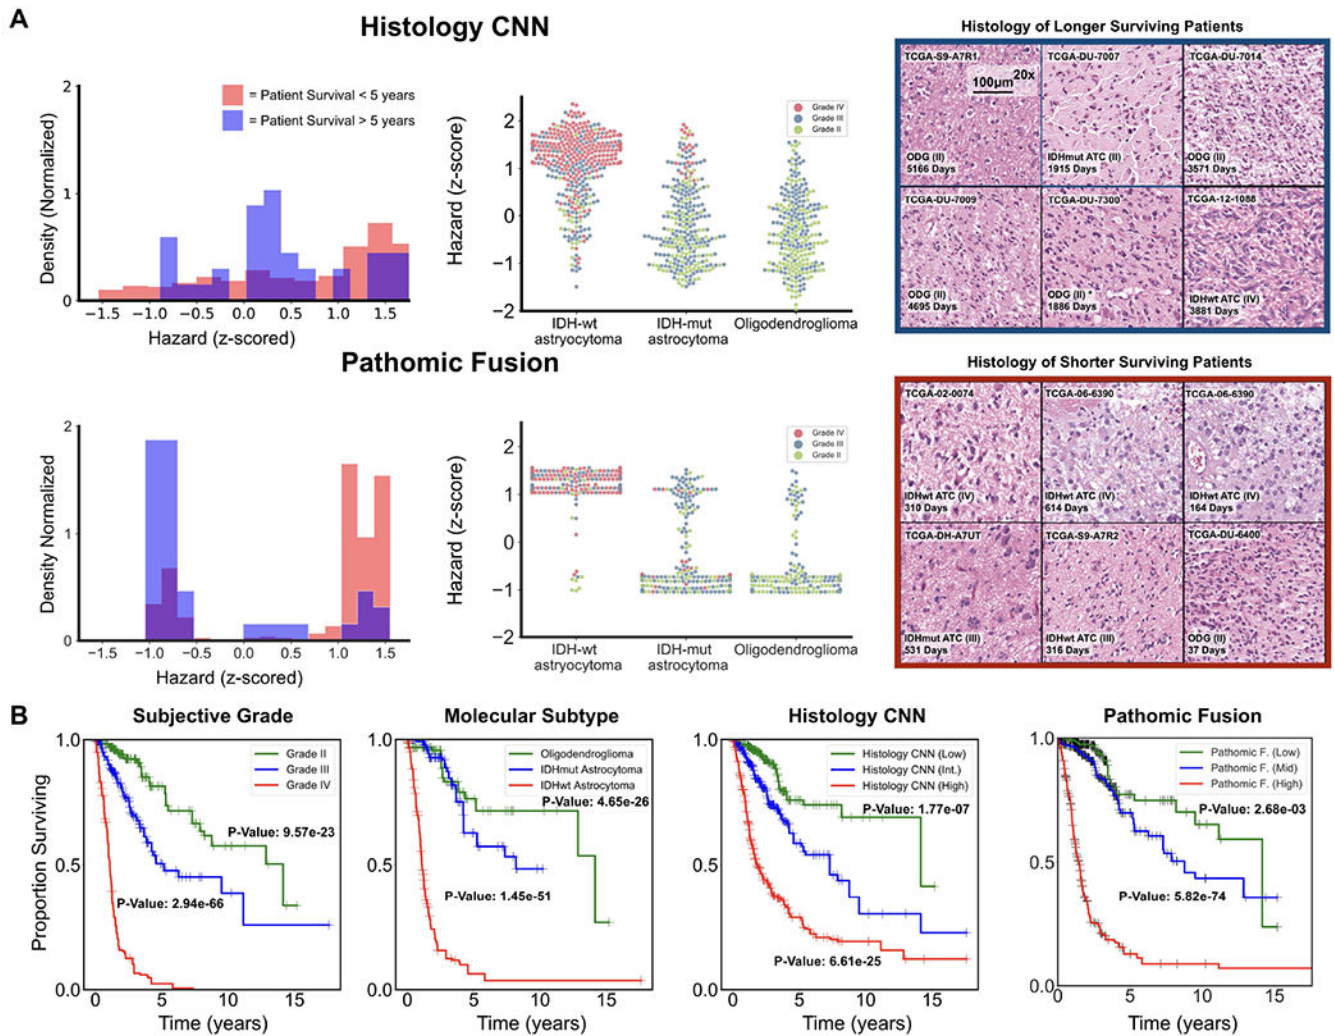 A
Histology CNN
2
1
0
Density (Normalized)
= Patient Survival < 5 years
= Patient Survival > 5 years
−1.5 −1.0 −0.5 0.0 0.5 1.0 1.5
Hazard (z-scored)
Hazard (z-score)
2
1
0
−1
−2
Grade IV
Grade III
Grade II
IDH-wt
astryocytoma
IDH-mut
astrocytoma
Oligodendroglioma
Histology of Longer Surviving Patients
TCGA-S9-A7R1
100μm 20x
ODG (II)
5166 Days
TCGA-DU-7007
IDHmut ATC (II)
1915 Days
TCGA-DU-7014
ODG (II)
3571 Days
TCGA-DU-7009
ODG (II)
4695 Days
TCGA-DU-7300
ODG (II)
1886 Days
TCGA-12-1088
IDHwt ATC (IV)
3881 Days
Pathomic Fusion
2
1
0
Density Normalized
−1.5 −1.0 −0.5 0.0 0.5 1.0 1.5
Hazard (z-scored)
Hazard (z-score)
2
1
0
−1
−2
Grade IV
Grade III
Grade II
IDH-wt
astryocytoma
IDH-mut
astrocytoma
Oligodendroglioma
Histology of Shorter Surviving Patients
TCGA-02-0074
IDHwt ATC (IV)
310 Days
TCGA-06-6390
IDHwt ATC (IV)
614 Days
TCGA-06-6390
IDHwt ATC (IV)
164 Days
TCGA-DH-A7UT
IDHmut ATC (III)
531 Days
TCGA-S9-A7R2
IDHwt ATC (III)
316 Days
TCGA-DU-6400
ODG (II)
37 Days
B
Subjective Grade
1.0
0.5
0.0
Proportion Surviving
Grade II
Grade III
Grade IV
P-Value: 9.57e-23
P-Value: 2.94e-66
0 5 10 15
Time (years)
Molecular Subtype
1.0
0.5
0.0
Oligodendroglioma
IDHmut Astrocytoma
IDHwt Astrocytoma
P-Value: 4.65e-26
P-Value: 1.45e-51
0 5 10 15
Time (years)
Histology CNN
1.0
0.5
0.0
Histology CNN (Low)
Histology CNN (Int.)
Histology CNN (High)
P-Value: 1.77e-07
P-Value: 6.61e-25
0 5 10 15
Time (years)
Pathomic Fusion
1.0
0.5
0.0
Pathomic F. (Low)
Pathomic F. (Mid)
Pathomic F. (High)
P-Value: 2.68e-03
P-Value: 5.82e-74
0 5 10 15
Time (years)